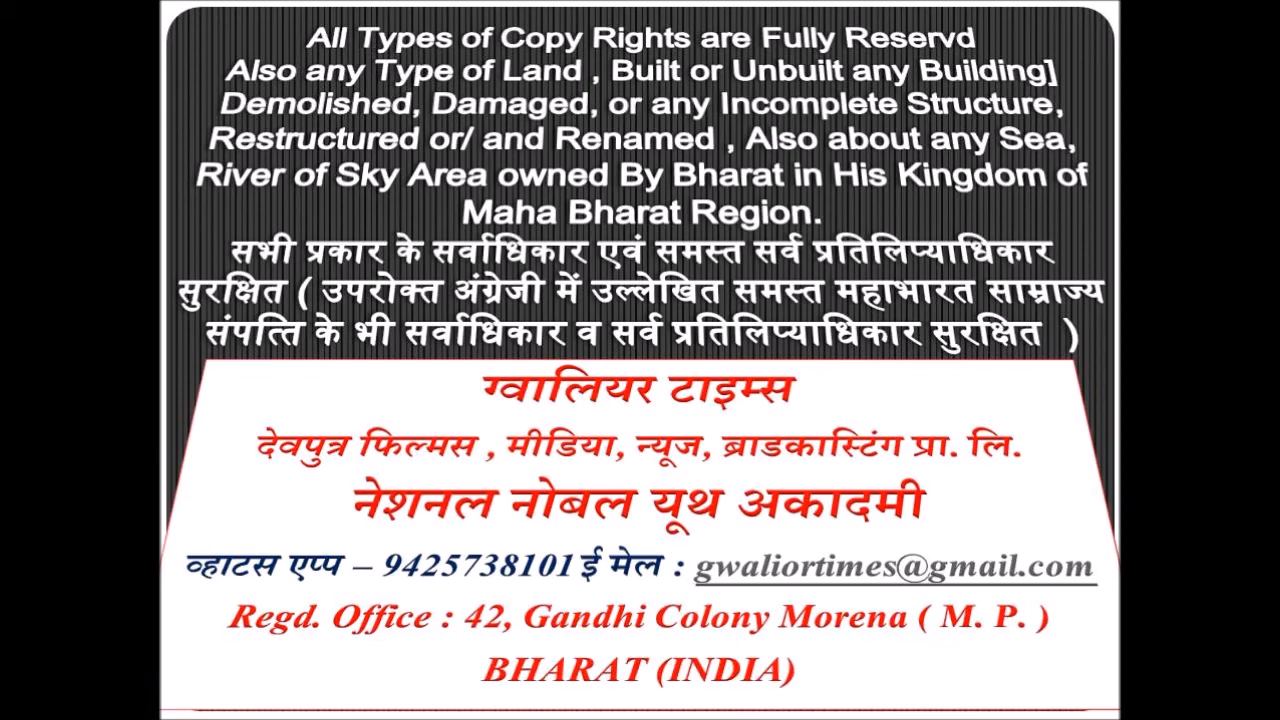 All Types of Copy Rights are Fully Reservd
Also any Type of Land , Built or Unbuilt any Building]
Demolished, Damaged, or any Incomplete Structure,
Restructured or/ and Renamed , Also about any Sea,
River of Sky Area owned By Bharat in His Kingdom of
Maha Bharat Region.
सभी प्रकार के सर्वाधिकार एवं समस्त सर्व प्रतिलिप्याधिकार
सुरक्षित ( उपरोक्त अंग्रेजी में उल्लेखित समस्त महाभारत साम्राज्य
संपत्ति के भी सर्वाधिकार व सर्व प्रतिलिप्याधिकार सुरक्षित )
ग्वालियर टाइम्स
देवपुत्र फिल्मस , मीडिया, न्यूज, ब्राडकास्टिंग प्रा. लि.
नेशनल नोबल यूथ अकादमी
व्हाटस एप्प – 9425738101 ई मेल : gwaliortimes@gmail.com
Regd. Office : 42, Gandhi Colony Morena ( M. P. )
BHARAT (INDIA)